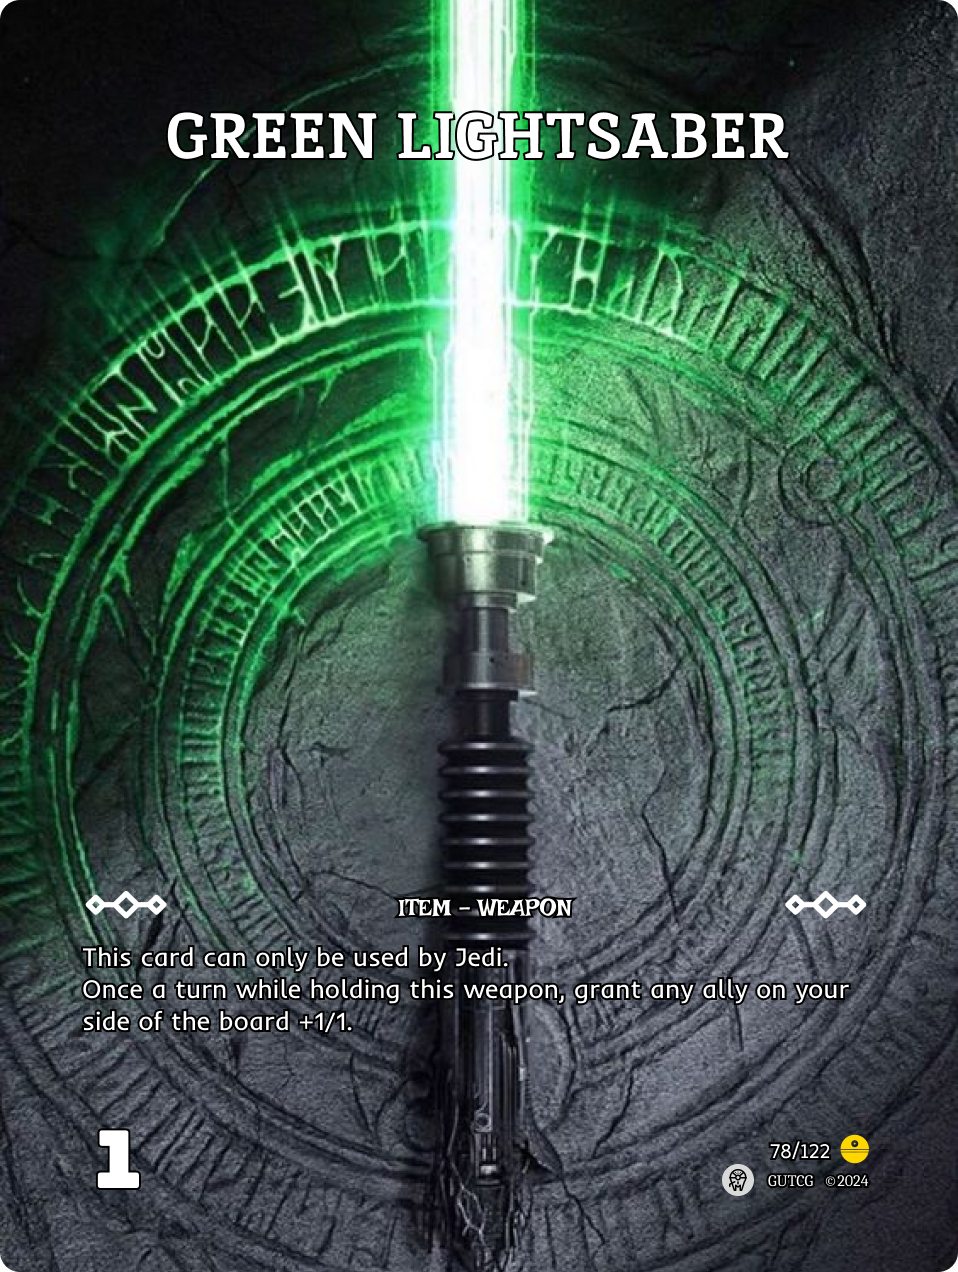 GREEN LIGHTSABER
ITEM – WEAPON
This card can only be used by Jedi.
Once a turn while holding this weapon, grant any ally on your
side of the board +1/1.
1
78/122
GUTCG ©2024